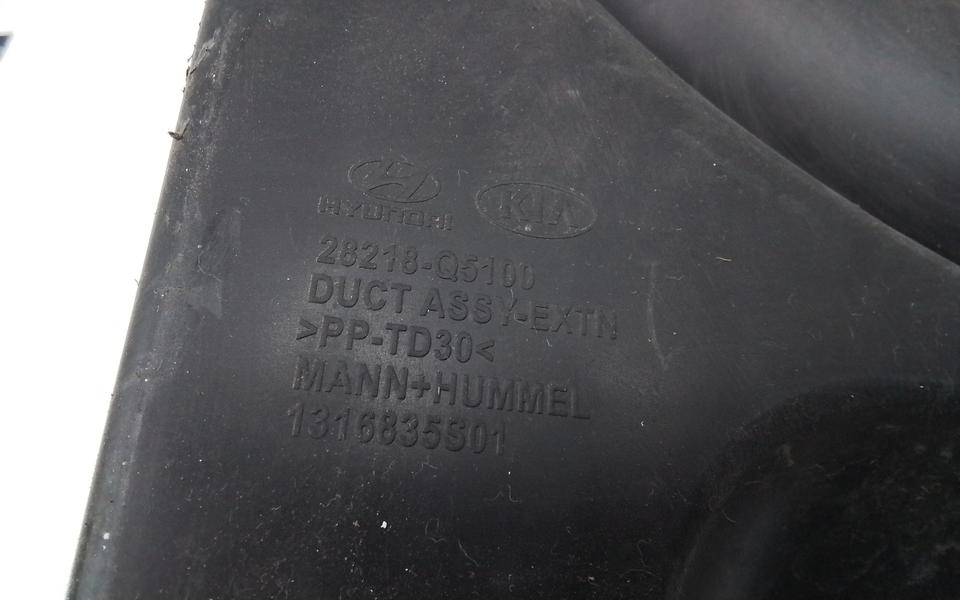 HYUNDAI KIA
28218-Q5100
DUCT ASSY-EXTN
>PP-TD30<
MANN+HUMMEL
1316835S01